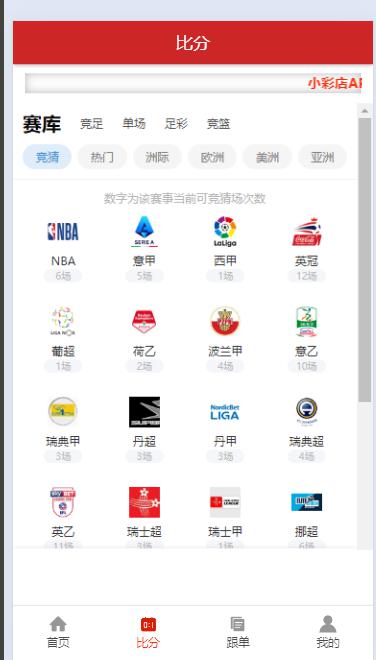 比分
小彩店AP
赛库 竞足 单场 足彩 竞篮
竞猜 热门 洲际 欧洲 美洲 亚洲
数字为该赛事当前可竞猜场次数
NBA SERIE A LaLiga Coca-Cola
NBA 意甲 西甲 英冠
6场 5场 1场 12场
葡超 荷乙 波兰甲 意乙
1场 2场 4场 10场
NordicBet LIGA
瑞典甲 丹超 丹甲 瑞典超
3场 3场 3场 4场
sky BET EFL
英乙 瑞士超 瑞士甲 挪超
11场 3场 1场 6场
0:1
首页 比分 跟单 我的